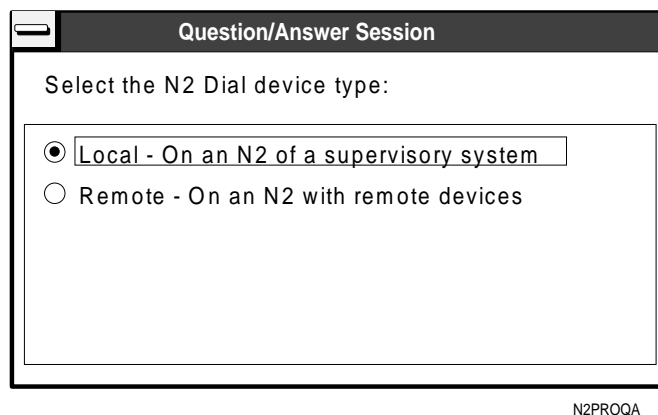 Question/Answer Session
Select the N2 Dial device type:
Local - On an N2 of a supervisory system
Remote - On an N2 with remote devices
N2PROQA